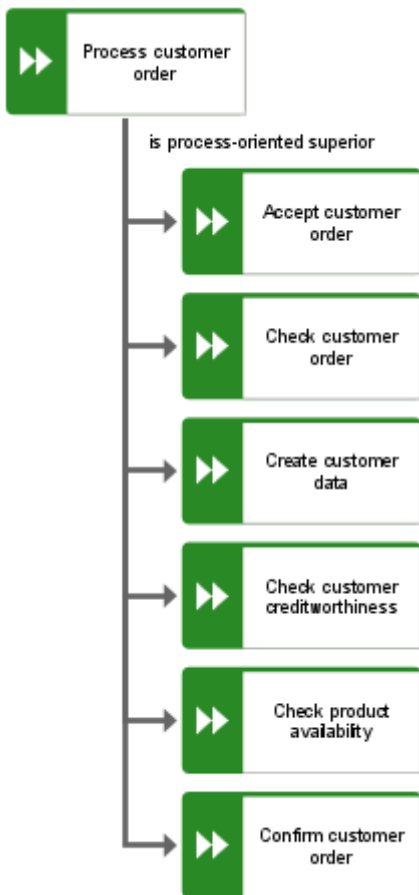 Process customer
order
is process-oriented superior
Accept customer
order
Check customer
order
Create customer
data
Check customer
creditworthiness
Check product
availability
Confirm customer
order